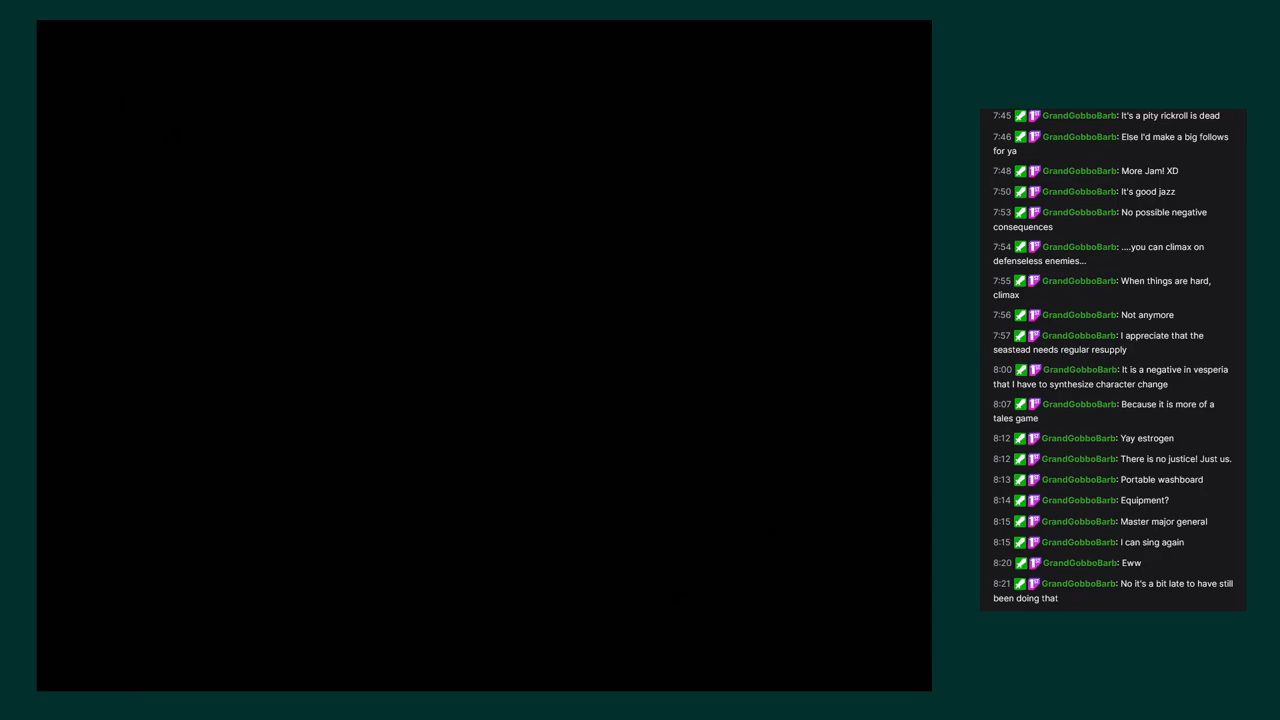 7:45 GrandGobboBarb: It's a pity rickroll is dead
7:46 GrandGobboBarb: Else I'd make a big follows
for ya
7:48 GrandGobboBarb: More Jam! XD
7:50 GrandGobboBarb: It's good jazz
7:53 GrandGobboBarb: No possible negative
consequences
7:54 GrandGobboBarb: ....you can climax on
defenseless enemies...
7:55 GrandGobboBarb: When things are hard,
climax
7:56 GrandGobboBarb: Not anymore
7:57 GrandGobboBarb: I appreciate that the
seastead needs regular resupply
8:00 GrandGobboBarb: It is a negative in vesperia
that I have to synthesize character change
8:07 GrandGobboBarb: Because it is more of a
tales game
8:12 GrandGobboBarb: Yay estrogen
8:12 GrandGobboBarb: There is no justice! Just us.
8:13 GrandGobboBarb: Portable washboard
8:14 GrandGobboBarb: Equipment?
8:15 GrandGobboBarb: Master major general
8:15 GrandGobboBarb: I can sing again
8:20 GrandGobboBarb: Eww
8:21 GrandGobboBarb: No it's a bit late to have still
been doing that